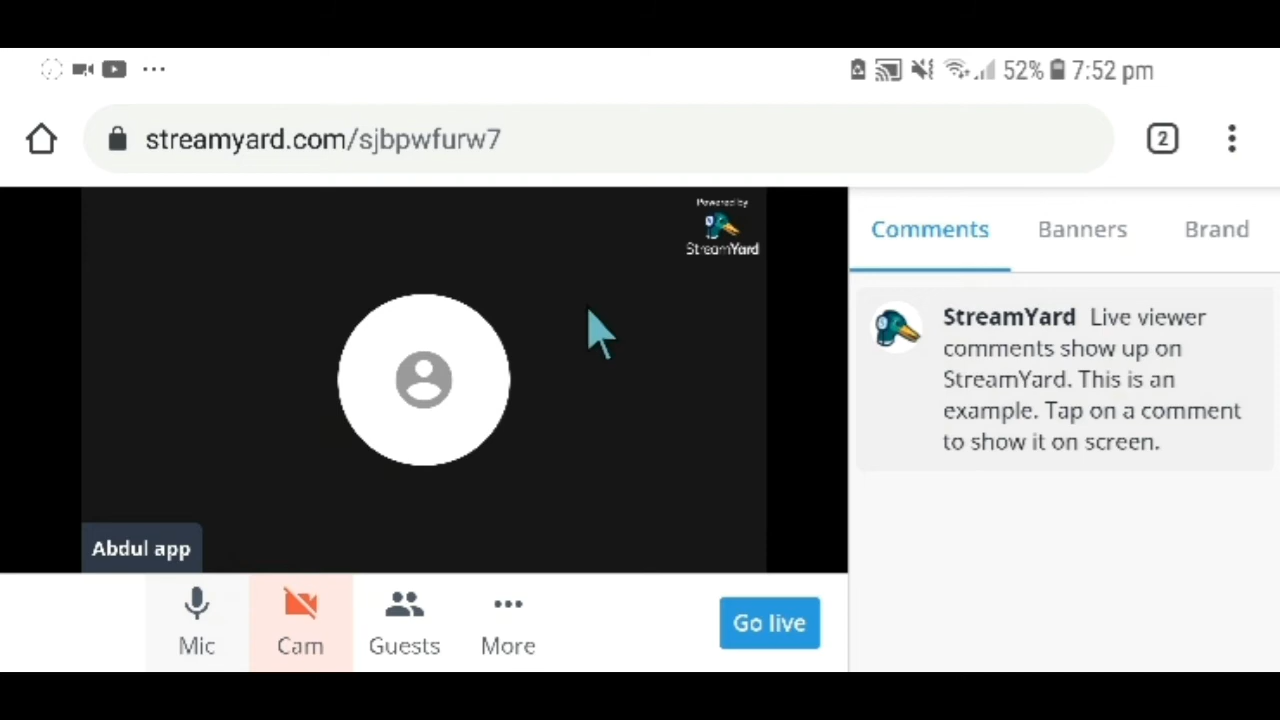 52% 7:52 pm
streamyard.com/sjbpwfurw7
2
Powered by
StreamYard
Abdul app
Mic
Cam
Guests
More
Go live
Comments
Banners
Brand
StreamYard Live viewer
comments show up on
StreamYard. This is an
example. Tap on a comment
to show it on screen.